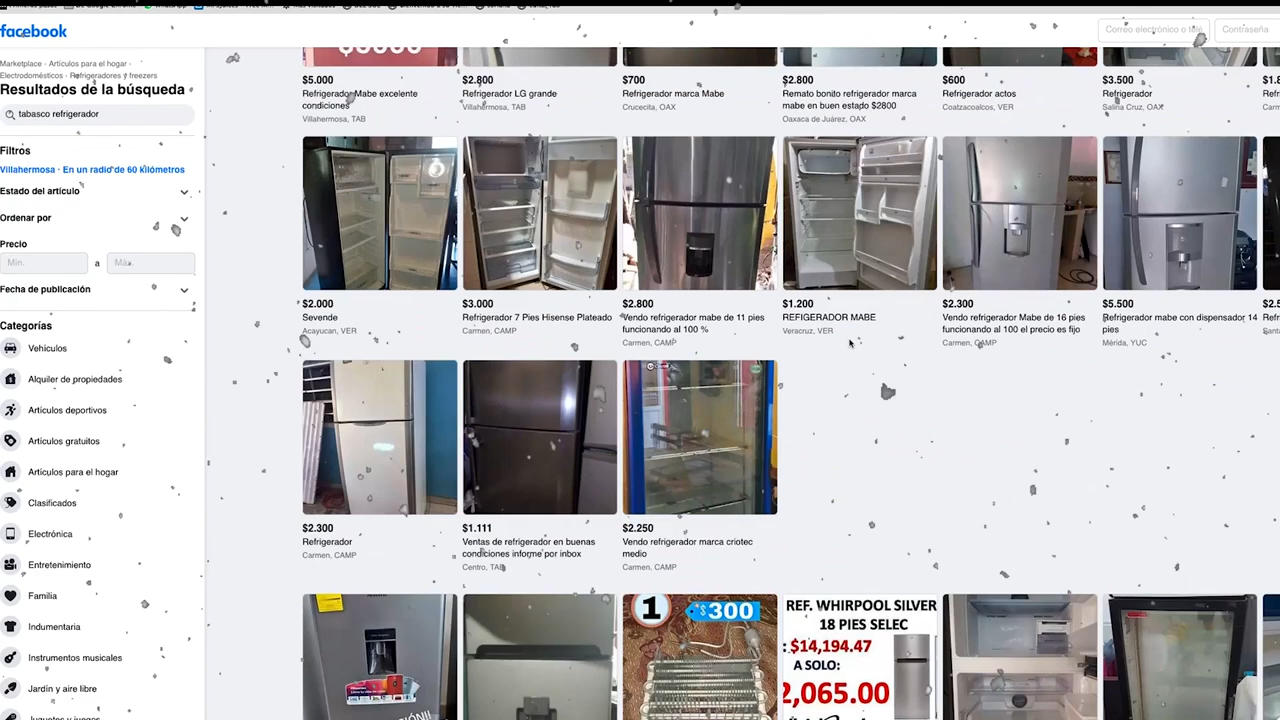 facebook
Correo electrónico o telé
Contraseña
Marketplace · Artículos para el hogar ·
Electrodomésticos · Refrigeradores y freezers
Resultados de la búsqueda
tabasco refrigerador
Filtros
Villahermosa · En un radio de 60 kilómetros
Estado del artículo
Ordenar por
Precio
Mín.
a
Máx.
Fecha de publicación
Categorías
Vehículos
Alquiler de propiedades
Artículos deportivos
Artículos gratuitos
Artículos para el hogar
Clasificados
Electrónica
Entretenimiento
Familia
Indumentaria
Instrumentos musicales
Jardín y aire libre
Juguetes y juegos
$5.000
Refrigerador Mabe excelente
condiciones
Villahermosa, TAB
$2.800
Refrigerador LG grande
Villahermosa, TAB
$700
Refrigerador marca Mabe
Crucecita, OAX
$2.800
Remato bonito refrigerador marca
mabe en buen estado $2800
Oaxaca de Juárez, OAX
$600
Refrigerador actos
Coatzacoalcos, VER
$3.500
Refrigerador
Salina Cruz, OAX
$1.8
Carm
$2.000
Sevende
Acayucan, VER
$3.000
Refrigerador 7 Pies Hisense Plateado
Carmen, CAMP
$2.800
Vendo refrigerador mabe de 11 pies
funcionando al 100 %
Carmen, CAMP
$1.200
REFIGERADOR MABE
Veracruz, VER
$2.300
Vendo refrigerador Mabe de 16 pies
funcionando al 100 el precio es fijo
Carmen, CAMP
$5.500
Refrigerador mabe con dispensador 14
pies
Mérida, YUC
$2.300
Refrigerador
Carmen, CAMP
$1.111
Ventas de refrigerador en buenas
condiciones informe por inbox
Centro, TAB
$2.250
Vendo refrigerador marca criotec
medio
Carmen, CAMP
1
$300
REF. WHIRPOOL SILVER
18 PIES SELEC
: $14,194.47
A SOLO:
2,065.00